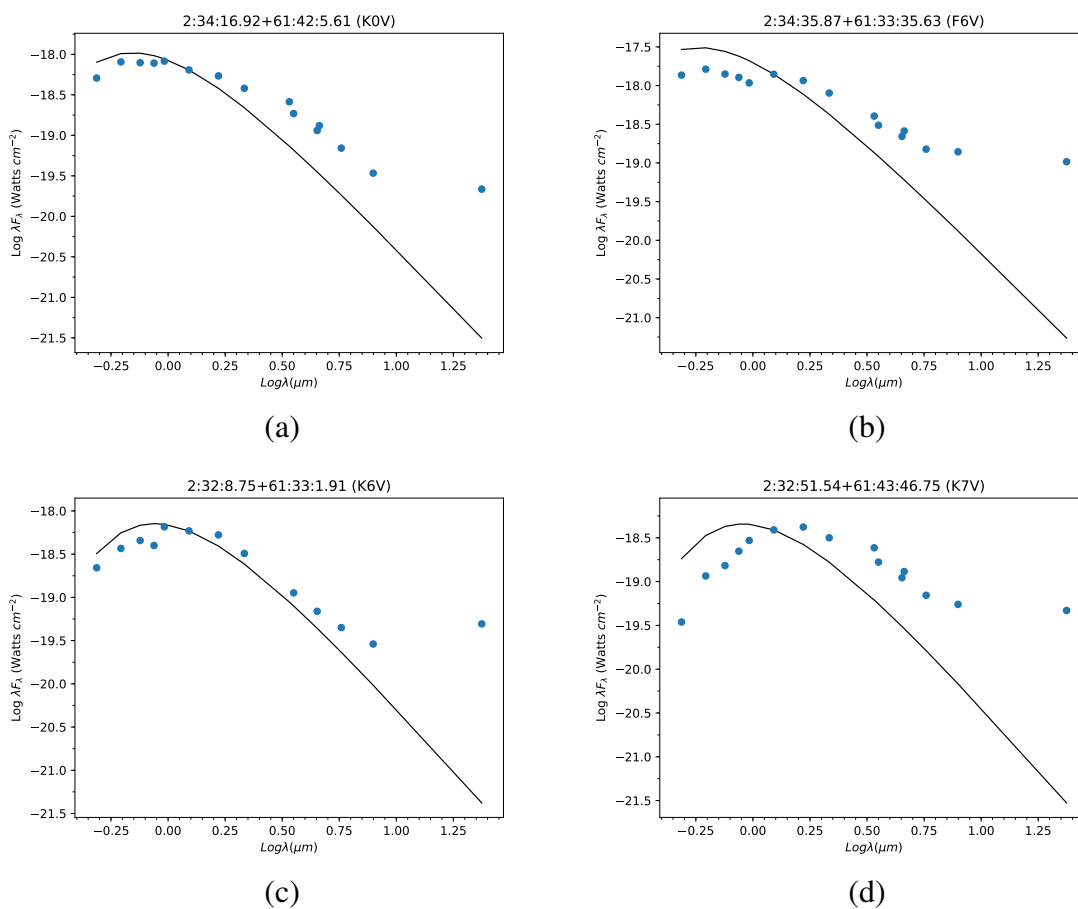 2:34:16.92+61:42:5.61 (K0V)
−18.0
−18.5
−19.0
−19.5
−20.0
−20.5
−21.0
−21.5
Log λFλ (Watts cm−2)
−0.25 0.00 0.25 0.50 0.75 1.00 1.25
Logλ(μm)
(a)
2:34:35.87+61:33:35.63 (F6V)
−17.5
−18.0
−18.5
−19.0
−19.5
−20.0
−20.5
−21.0
Log λFλ (Watts cm−2)
−0.25 0.00 0.25 0.50 0.75 1.00 1.25
Logλ(μm)
(b)
2:32:8.75+61:33:1.91 (K6V)
−18.0
−18.5
−19.0
−19.5
−20.0
−20.5
−21.0
−21.5
Log λFλ (Watts cm−2)
−0.25 0.00 0.25 0.50 0.75 1.00 1.25
Logλ(μm)
(c)
2:32:51.54+61:43:46.75 (K7V)
−18.5
−19.0
−19.5
−20.0
−20.5
−21.0
−21.5
Log λFλ (Watts cm−2)
−0.25 0.00 0.25 0.50 0.75 1.00 1.25
Logλ(μm)
(d)